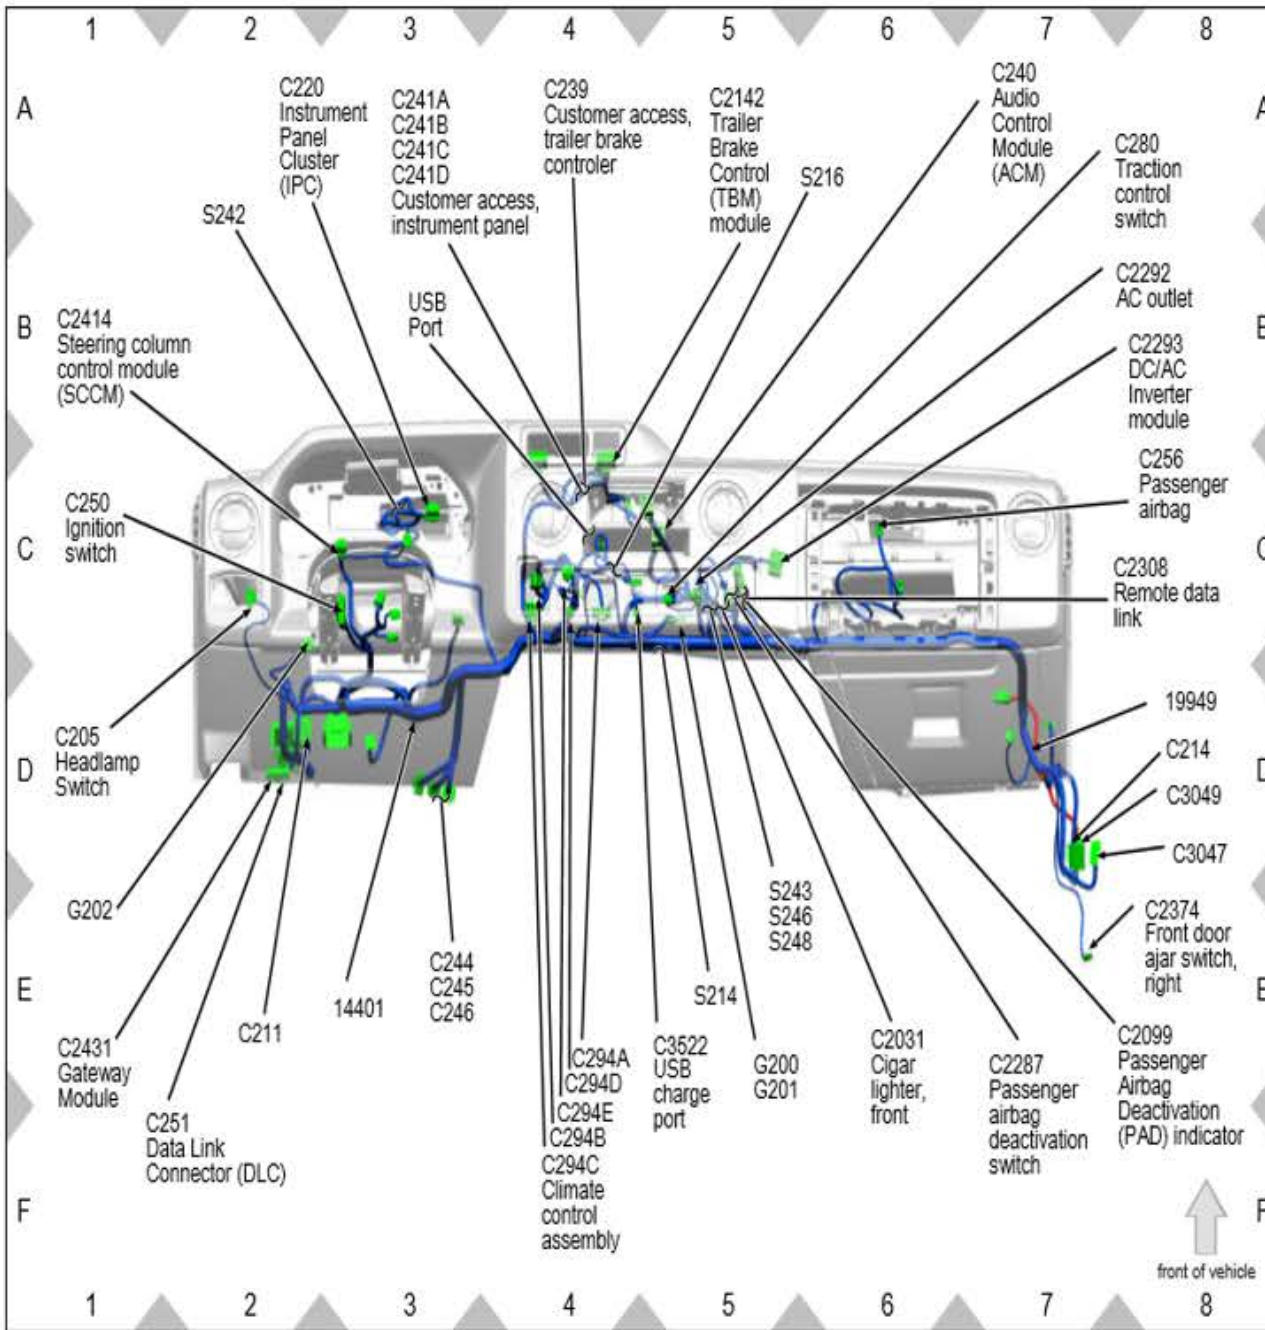 1 2 3 4 5 6 7 8
A
A
C220
Instrument
Panel
Cluster
(IPC)
C241A
C241B
C241C
C241D
Customer access,
instrument panel
C239
Customer access,
trailer brake
controler
C2142
Trailer
Brake
Control
(TBM)
module
C240
Audio
Control
Module
(ACM)
C280
Traction
control
switch
S216
S242
C2292
AC outlet
B
B
C2414
Steering column
control module
(SCCM)
USB
Port
C2293
DC/AC
Inverter
module
C256
Passenger
airbag
C250
Ignition
switch
C
C
C2308
Remote data
link
19949
C205
Headlamp
Switch
D
D
C214
C3049
C3047
G202
S243
S246
S248
C2374
Front door
ajar switch,
right
C244
C245
C246
S214
E
E
14401
C211
C2431
Gateway
Module
C251
Data Link
Connector (DLC)
C294A
C294D
C294E
C294B
C294C
Climate
control
assembly
C3522
USB
charge
port
G200
G201
C2031
Cigar
lighter,
front
C2287
Passenger
airbag
deactivation
switch
C2099
Passenger
Airbag
Deactivation
(PAD) indicator
F
F
front of vehicle
1 2 3 4 5 6 7 8